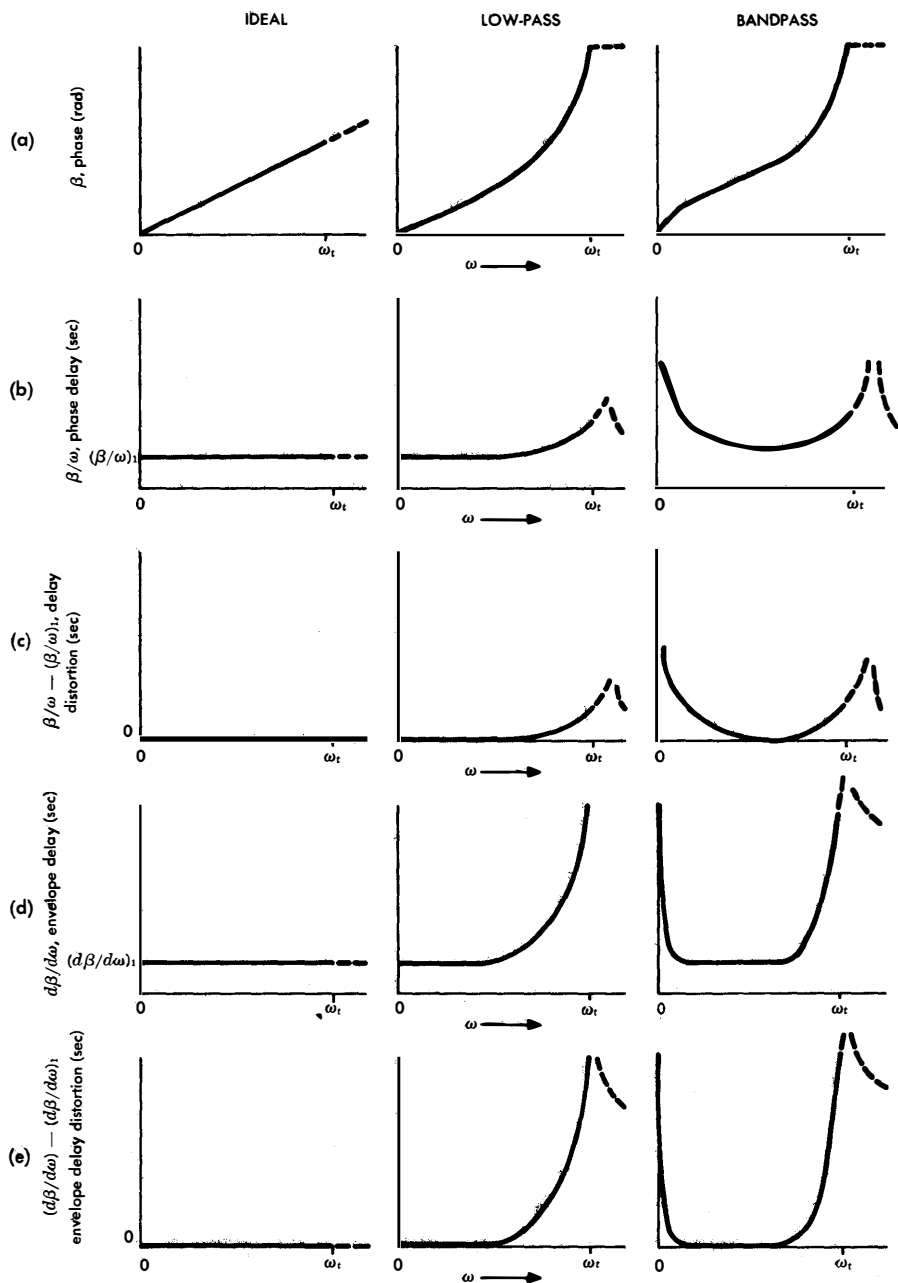 IDEAL LOW-PASS BANDPASS
(a)
β, phase (rad)
0 ωt
0 ωt
0 ωt
ω
(b)
β/ω, phase delay (sec)
(β/ω)₁
0 ωt
0 ωt
0 ωt
ω
(c)
β/ω — (β/ω)₁, delay
distortion (sec)
0
0 ωt
0 ωt
0 ωt
ω
(d)
dβ/dω, envelope delay (sec)
(dβ/dω)₁
0 ωt
0 ωt
0 ωt
ω
(e)
(dβ/dω) — (dβ/dω)₁
envelope delay distortion (sec)
0
0 ωt
0 ωt
0 ωt
ω